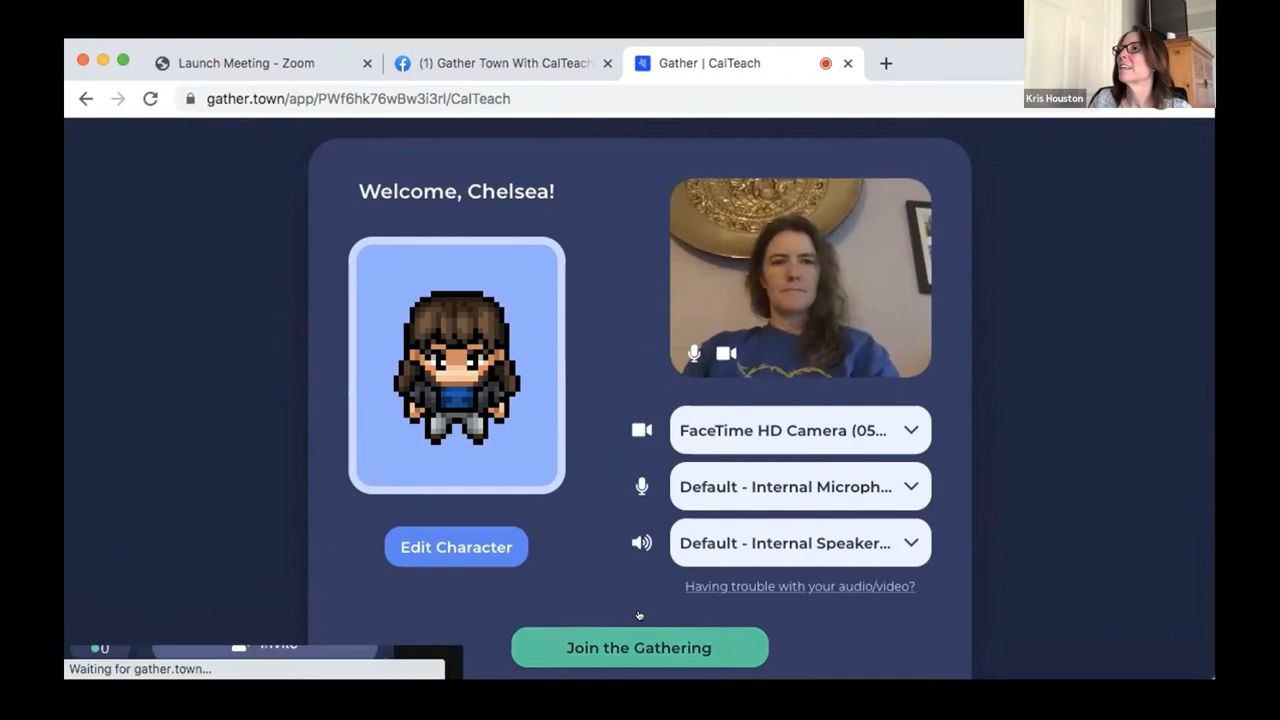 Launch Meeting - Zoom
(1) Gather Town With CalTeach
Gather | CalTeach
Kris Houston
gather.town/app/PWf6hk76wBw3i3rl/CalTeach
Welcome, Chelsea!
FaceTime HD Camera (05...
Default - Internal Microph...
Default - Internal Speaker...
Edit Character
Having trouble with your audio/video?
Join the Gathering
0
Invite
Waiting for gather.town...